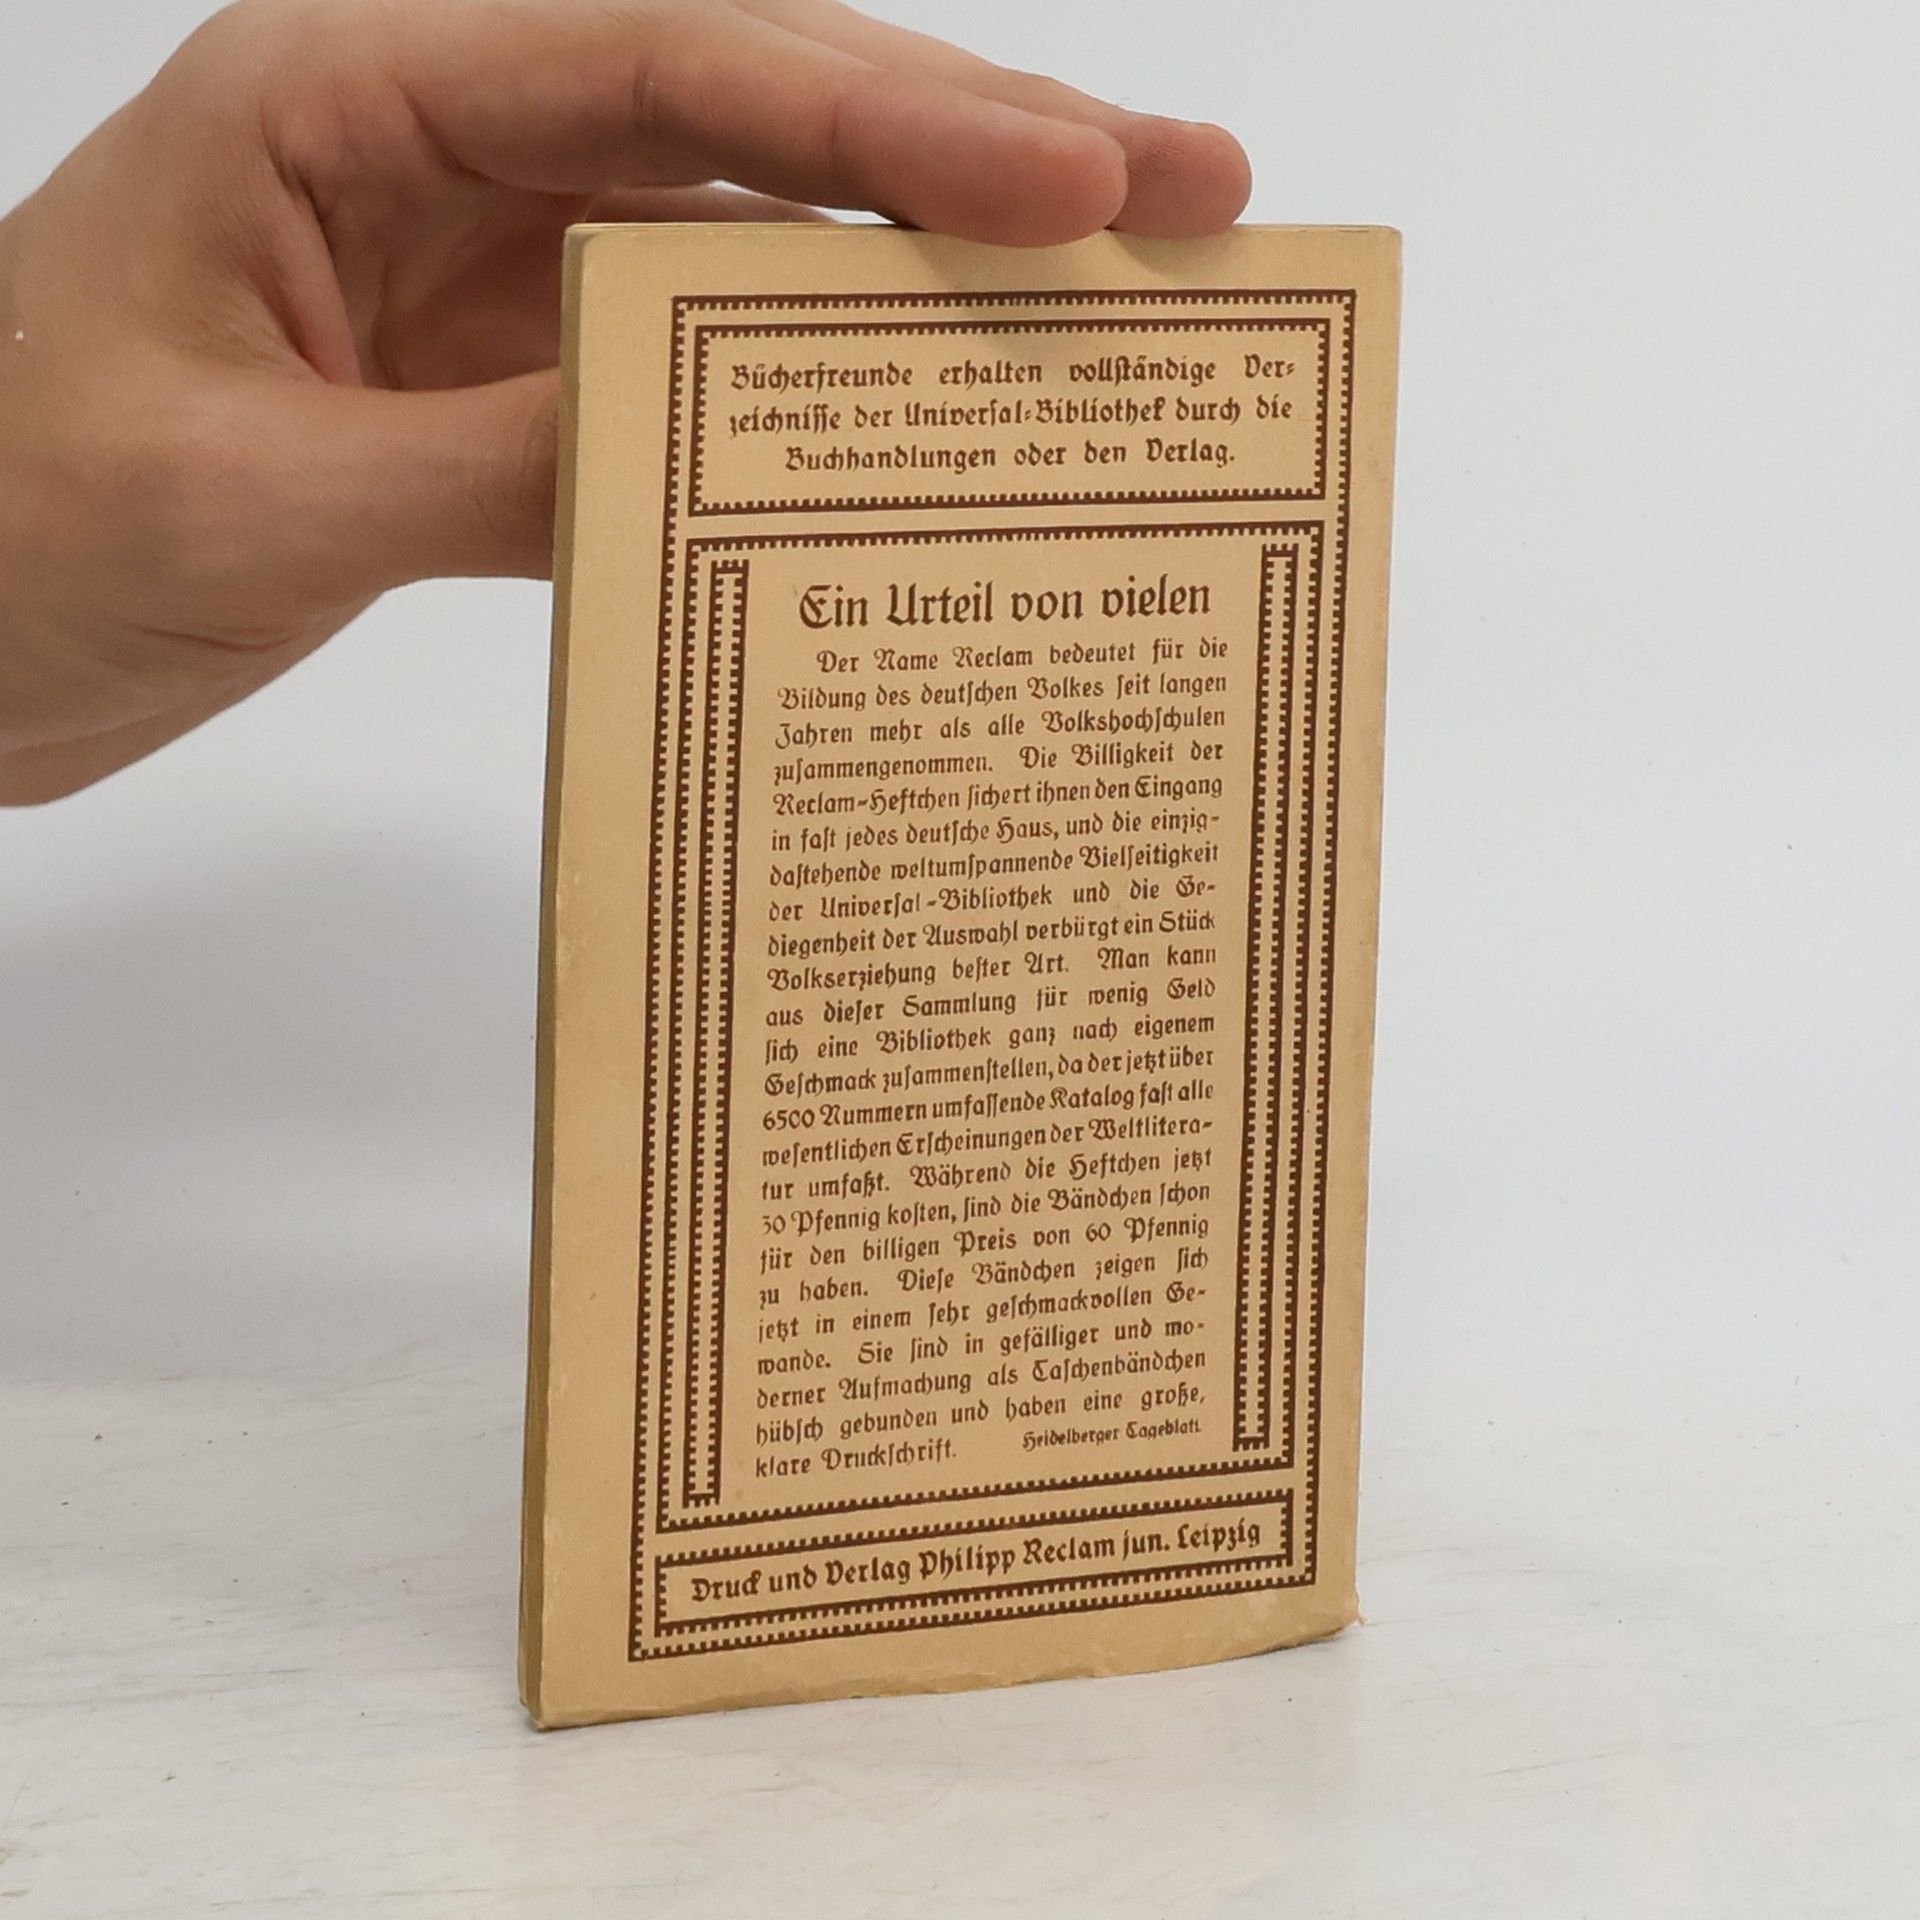 Bücherfreunde erhalten vollständige Ver-
zeichnisse der Universal-Bibliothek durch die
Buchhandlungen oder den Verlag.
Ein Urteil von vielen
Der Name Reclam bedeutet für die
Bildung des deutschen Volkes seit langen
Jahren mehr als alle Volkshochschulen
zusammengenommen. Die Billigkeit der
Reclam-Heftchen sichert ihnen den Eingang
in fast jedes deutsche Haus, und die einzig-
dastehende weltumspannende Vielseitigkeit
der Universal-Bibliothek und die Ge-
diegenheit der Auswahl verbürgt ein Stück
Volkserziehung bester Art. Man kann
aus dieser Sammlung für wenig Geld
sich eine Bibliothek ganz nach eigenem
Geschmack zusammenstellen, da der jetzt über
6500 Nummern umfassende Katalog fast alle
wesentlichen Erscheinungen der Weltlitera-
tur umfaßt. Während die Heftchen jetzt
30 Pfennig kosten, sind die Bändchen schon
für den billigen Preis von 60 Pfennig
zu haben. Diese Bändchen zeigen sich
jetzt in einem sehr geschmackvollen Ge-
wande. Sie sind in gefälliger und mo-
derner Aufmachung als Taschenbändchen
hübsch gebunden und haben eine große,
klare Druckschrift. Heidelberger Tageblatt
Druck und Verlag Philipp Reclam jun. Leipzig